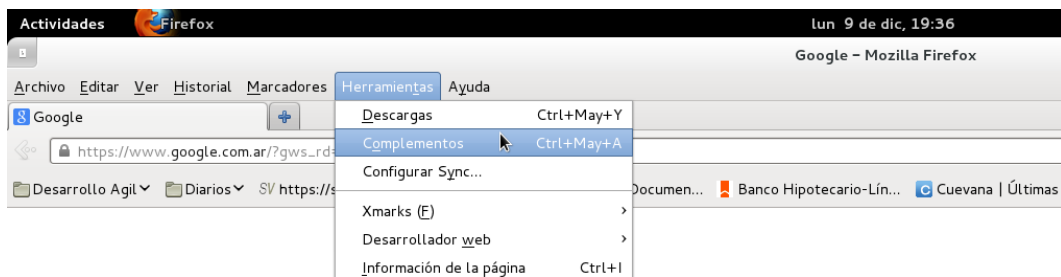 Actividades Firefox lun 9 de dic, 19:36
Google - Mozilla Firefox
Archivo Editar Ver Historial Marcadores Herramientas Ayuda
Google
Descargas Ctrl+May+Y
https://www.google.com.ar/?gws_rd=
Complementos Ctrl+May+A
Configurar Sync...
Desarrollo Agil Diarios SV https://s Documen... Banco Hipotecario-Lín... Cuevana | Últimas
Xmarks (F)
Desarrollador web
Información de la página Ctrl+I